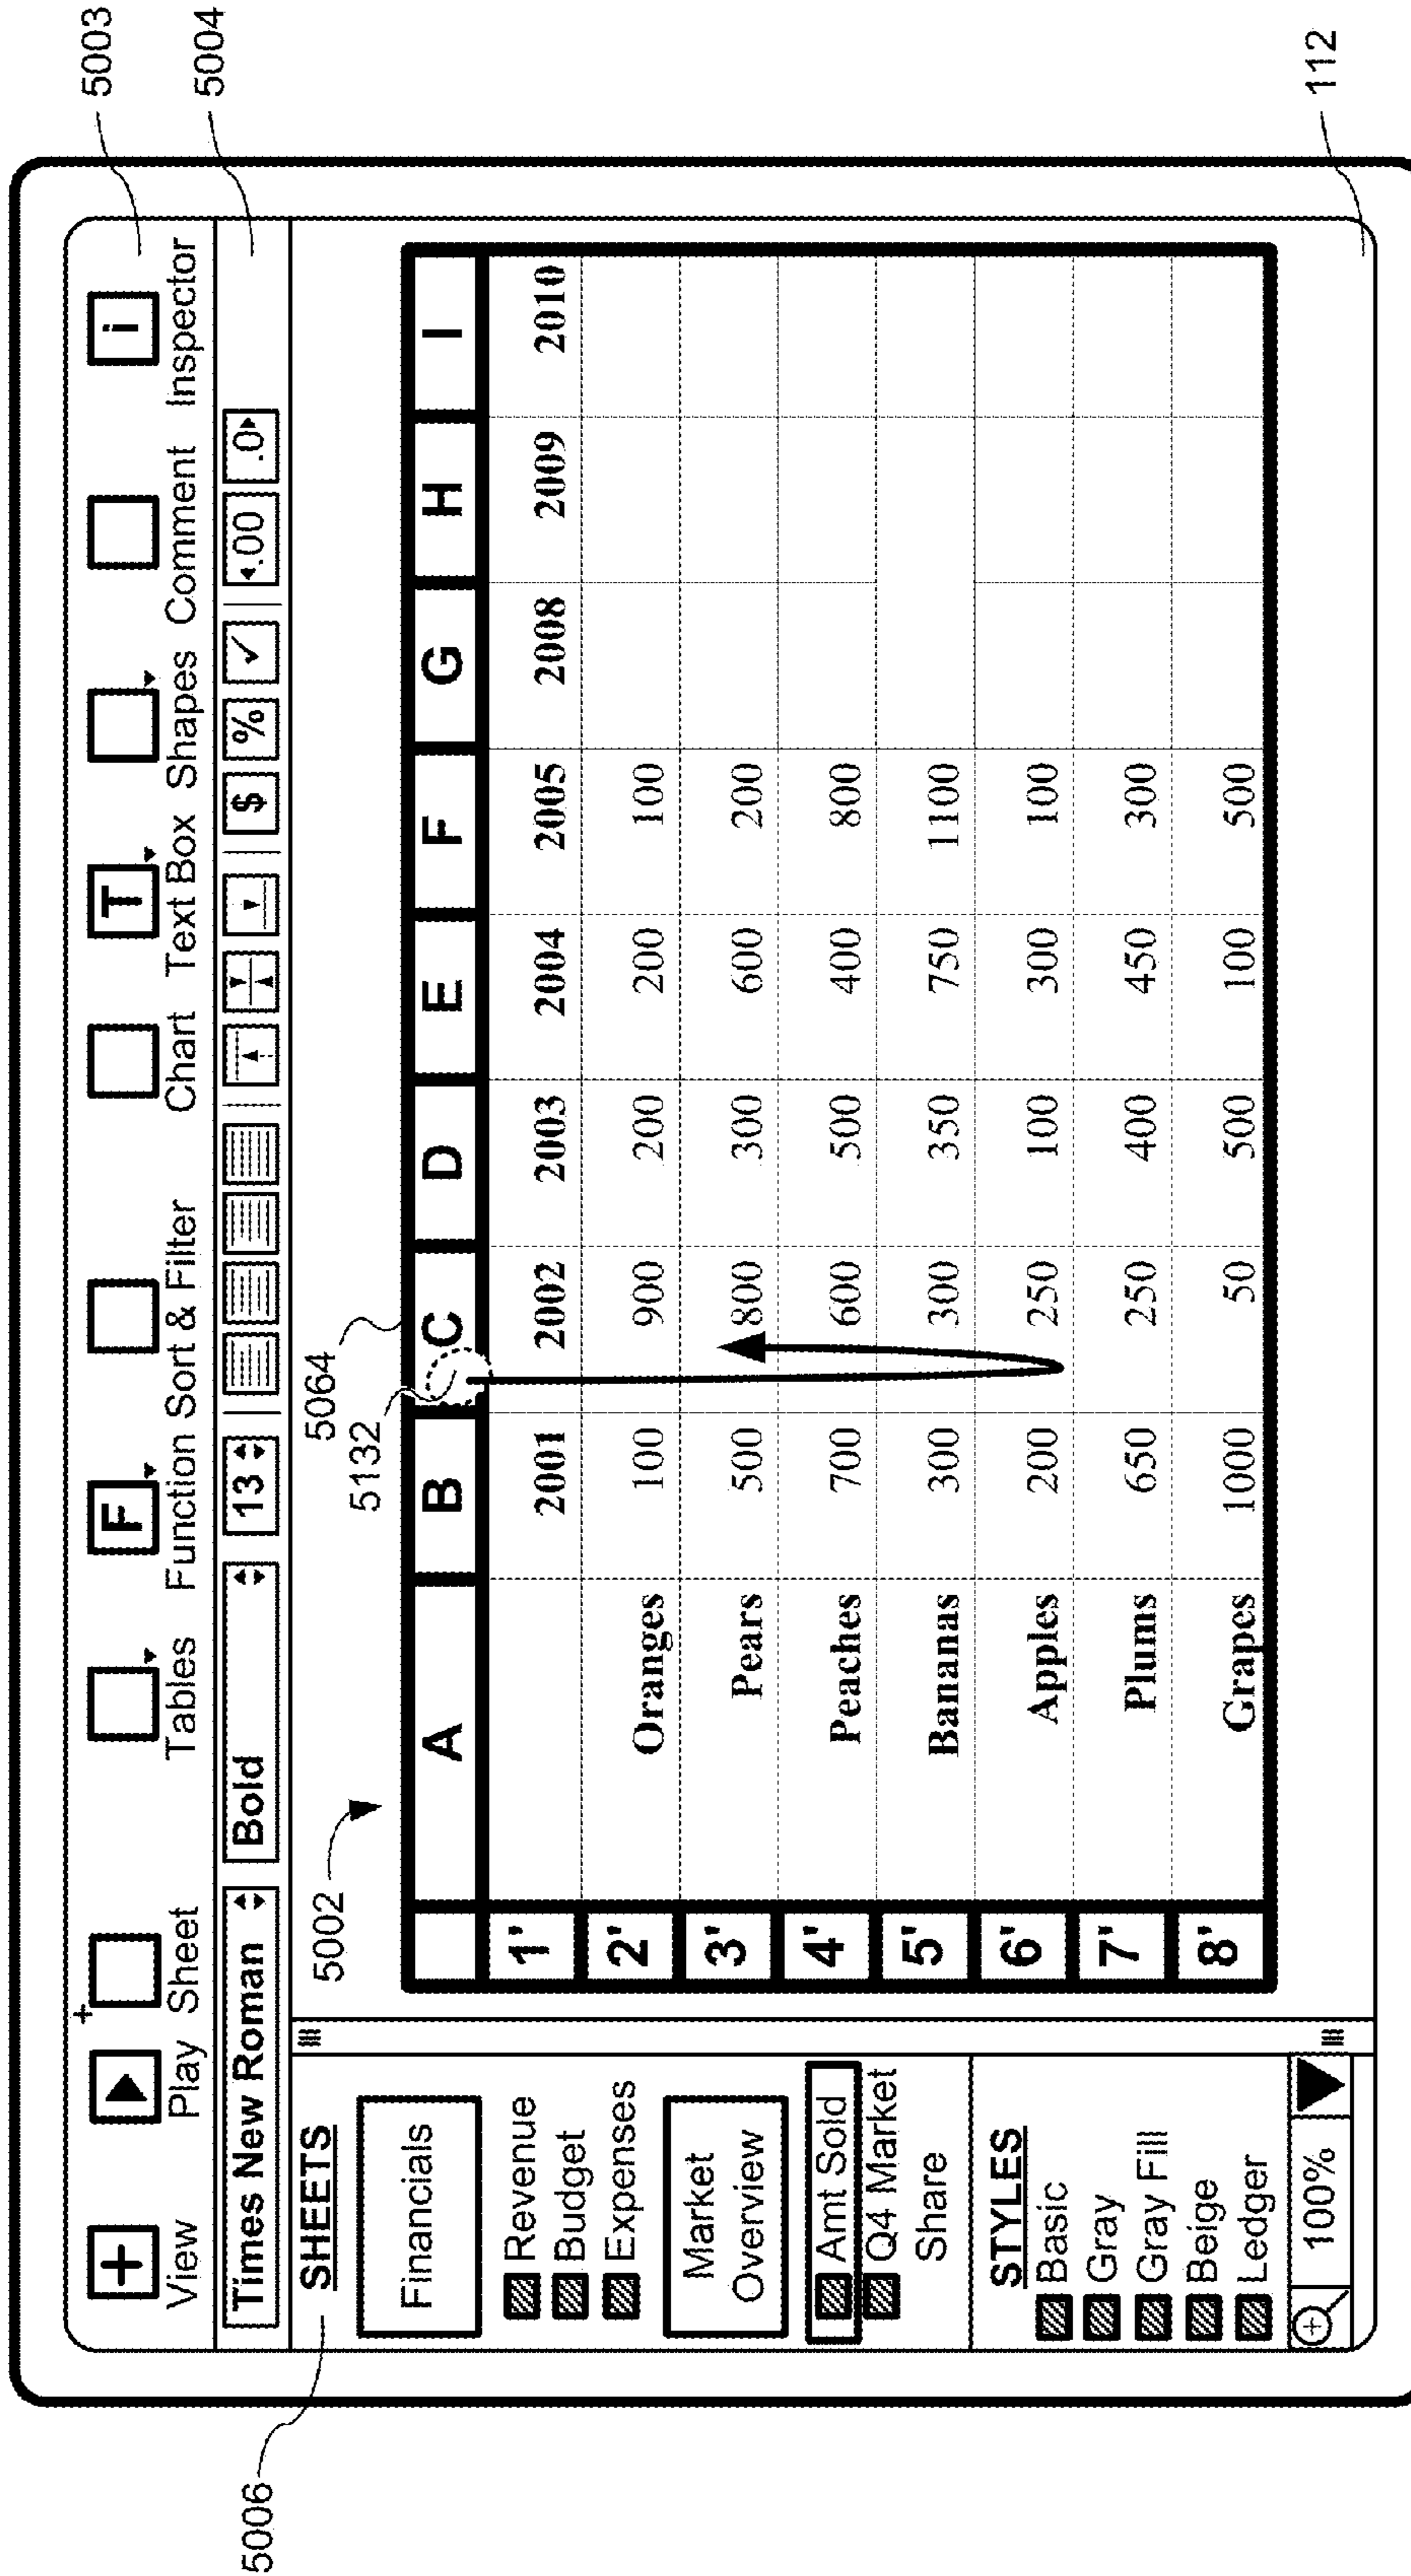 5003
5004
+
+ F T i
View Play Sheet Tables Function Sort & Filter Chart Text Box Shapes Comment Inspector
Times New Roman Bold 13 $ % ✓ .00 .0
5006
SHEETS
Financials
Revenue
Budget
Expenses
Market
Overview
Amt Sold
Q4 Market
Share
STYLES
Basic
Gray
Gray Fill
Beige
Ledger
100%
5002
5132
5064
A B C D E F G H I
1' 2001 2002 2003 2004 2005 2008 2009 2010
2' Oranges 100 900 200 200 100
3' Pears 500 800 300 600 200
4' Peaches 700 600 500 400 800
5' Bananas 300 300 350 750 1100
6' Apples 200 250 100 300 100
7' Plums 650 250 400 450 300
8' Grapes 1000 50 500 100 500
112